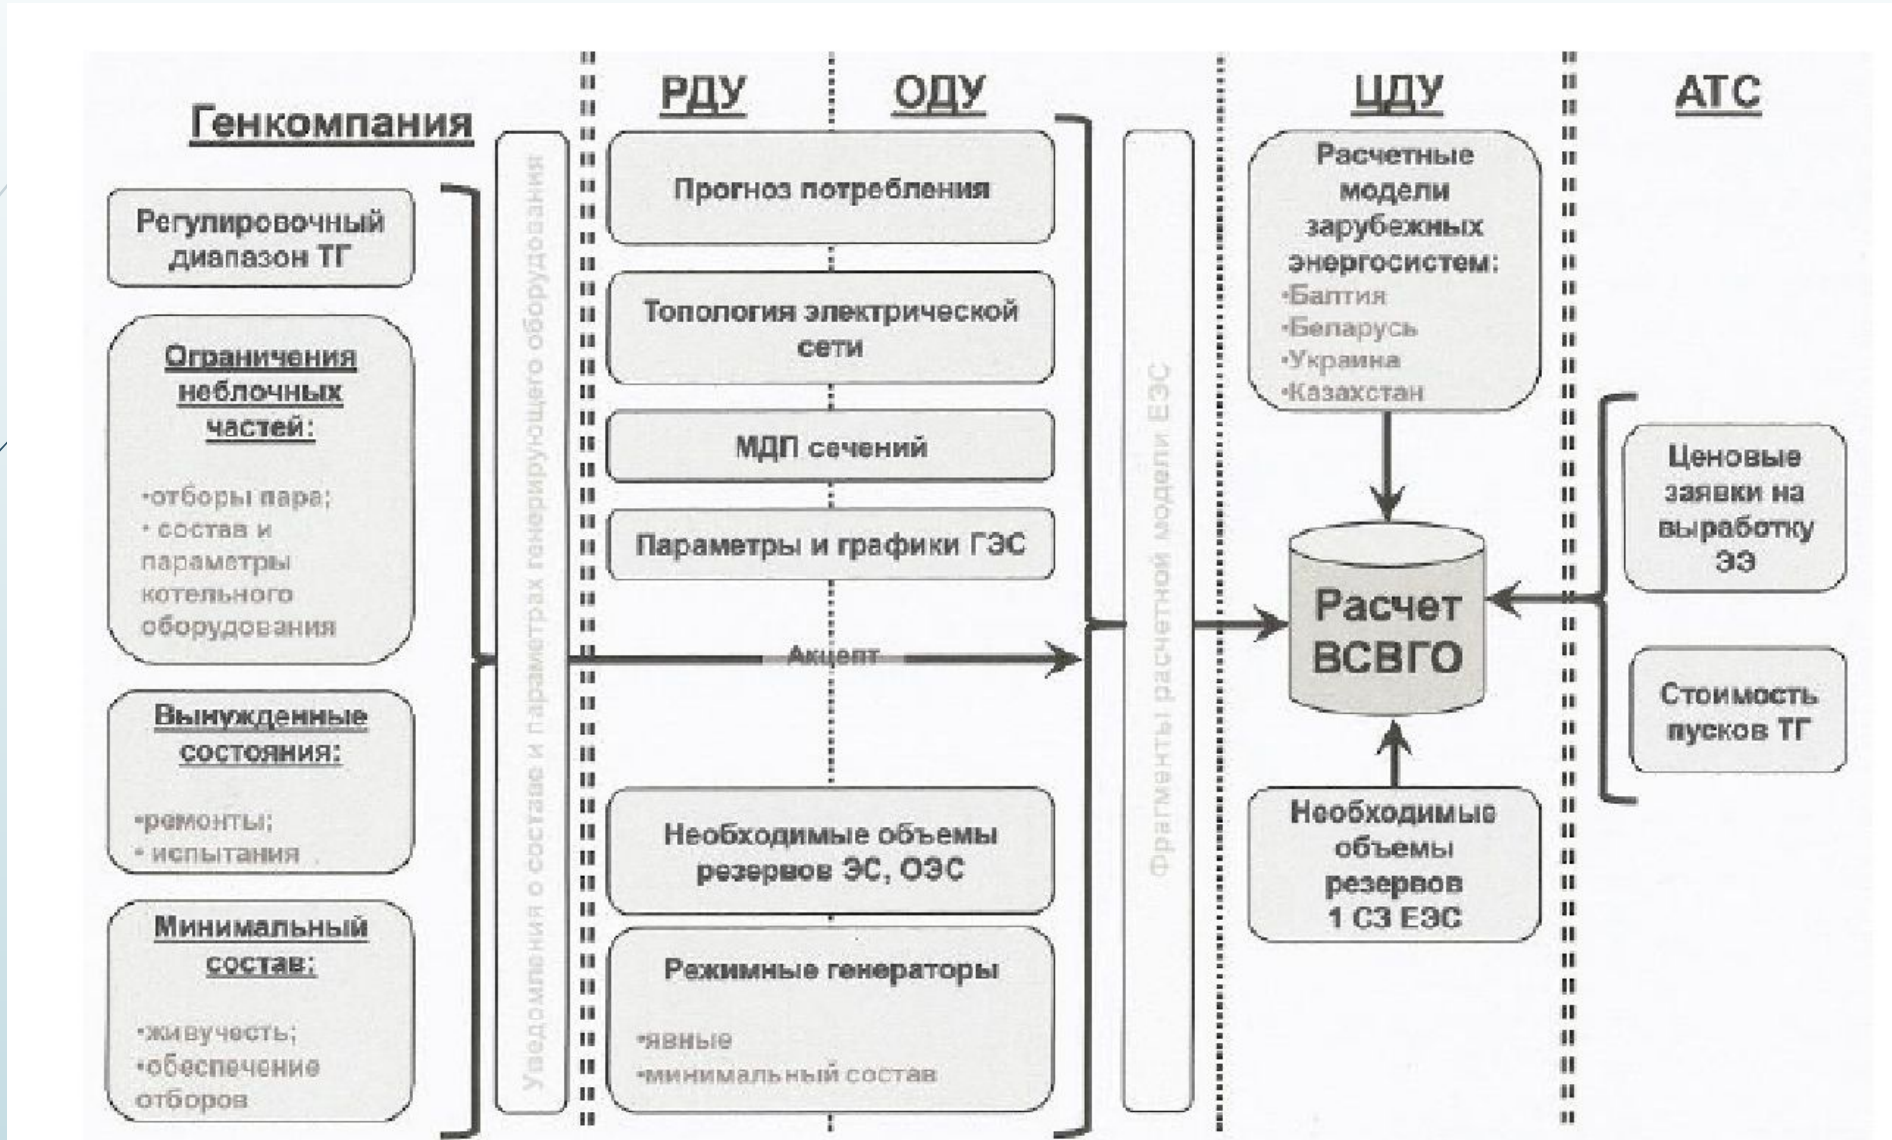 Генкомпания
Регулировочный
диапазон ТГ
Ограничения
неблочных
частей:
•отборы пара;
• состав и
параметры
котельного
оборудования
Вынужденные
состояния:
•ремонты;
• испытания
Минимальный
состав:
•живучесть;
•обеспечение
отборов
Уведомления о составе и параметрах генерирующего оборудования
РДУ
ОДУ
Прогноз потребления
Топология электрической
сети
МДП сечений
Параметры и графики ГЭС
Акцепт
Необходимые объемы
резервов ЭС, ОЭС
Режимные генераторы
•явные
•минимальный состав
Фрагменты расчетной модели ЕЭС
ЦДУ
Расчетные
модели
зарубежных
энергосистем:
•Балтия
•Беларусь
•Украина
•Казахстан
Расчет
ВСВГО
Необходимые
объемы
резервов
1 СЗ ЕЭС
АТС
Ценовые
заявки на
выработку
ЭЭ
Стоимость
пусков ТГ